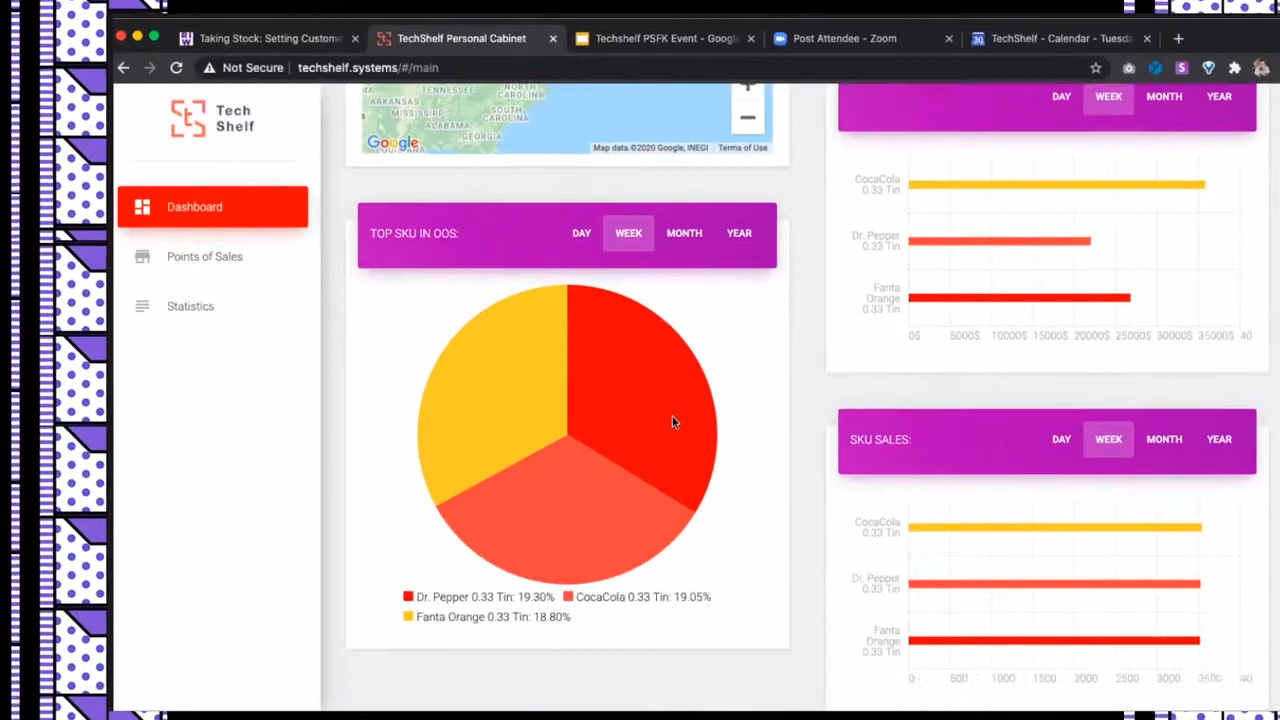 Taking Stock: Setting Custome
TechShelf Personal Cabinet
Techshelf PSFK Event - Goog
Post Attendee - Zoom
TechShelf - Calendar - Tuesda
Not Secure
techshelf.systems/#/main
Tech
Shelf
Dashboard
Points of Sales
Statistics
TENNESSEE
NORTH
CAROLINA
ARKANSAS
MISSISSIPPI
SOUTH
CAROLINA
ALABAMA
GEORGIA
LOUISIANA
Google
Map data ©2020 Google, INEGI
Terms of Use
TOP SKU IN OOS:
DAY
WEEK
MONTH
YEAR
Dr. Pepper 0.33 Tin: 19.30%
CocaCola 0.33 Tin: 19.05%
Fanta Orange 0.33 Tin: 18.80%
DAY
WEEK
MONTH
YEAR
CocaCola
0.33 Tin
Dr. Pepper
0.33 Tin
Fanta
Orange
0.33 Tin
0$ 5000$ 10000$ 15000$ 20000$ 25000$ 30000$ 35000$ 40
SKU SALES:
DAY
WEEK
MONTH
YEAR
CocaCola
0.33 Tin
Dr. Pepper
0.33 Tin
Fanta
Orange
0.33 Tin
0 500 1000 1500 2000 2500 3000 3500 40